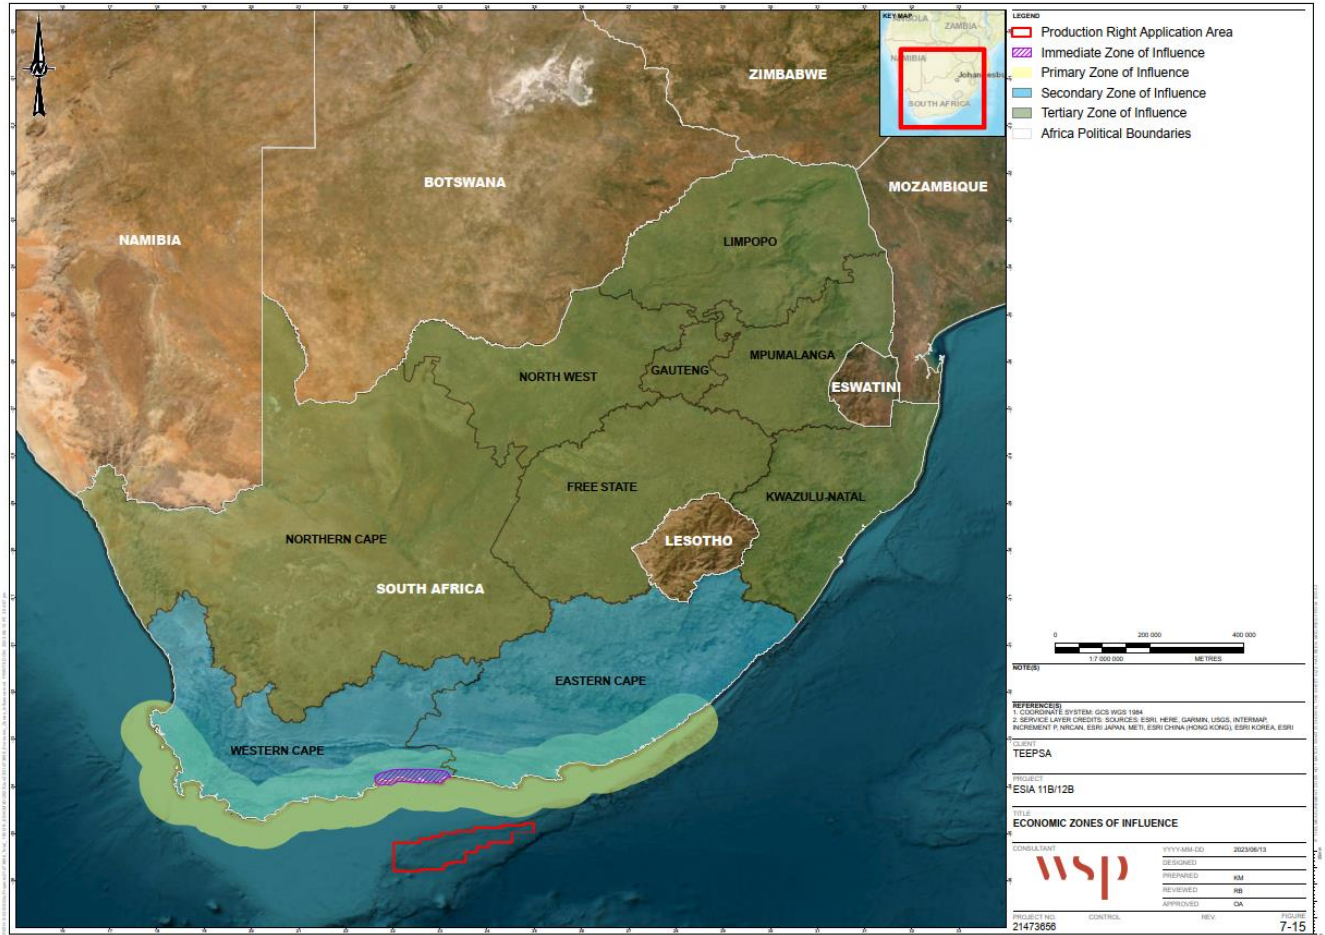 KEY MAP
ANGOLA
ZAMBIA
NAMIBIA
SOUTH AFRICA
ZIMBABWE
BOTSWANA
MOZAMBIQUE
NAMIBIA
LIMPOPO
NORTH WEST
GAUTENG
MPUMALANGA
ESWATINI
FREE STATE
KWAZULU-NATAL
NORTHERN CAPE
LESOTHO
SOUTH AFRICA
EASTERN CAPE
WESTERN CAPE
N
LEGEND
Production Right Application Area
Immediate Zone of Influence
Primary Zone of Influence
Secondary Zone of Influence
Tertiary Zone of Influence
Africa Political Boundaries
0 200 000 400 000
1:7 000 000 METRES
NOTE(S)
REFERENCE(S)
1. COORDINATE SYSTEM: GCS WGS 1984
2. SERVICE LAYER CREDITS: SOURCES: ESRI, HERE, GARMIN, USGS, INTERMAP,
INCREMENT P, NRCAN, ESRI JAPAN, METI, ESRI CHINA (HONG KONG), ESRI KOREA, ESRI
CLIENT
TEEPSA
PROJECT
ESIA 11B/12B
TITLE
ECONOMIC ZONES OF INFLUENCE
CONSULTANT
wsp
YYYY-MM-DD 2023/06/13
DESIGNED
PREPARED KM
REVIEWED RB
APPROVED OA
PROJECT NO. CONTROL REV. FIGURE
21473656 7-15